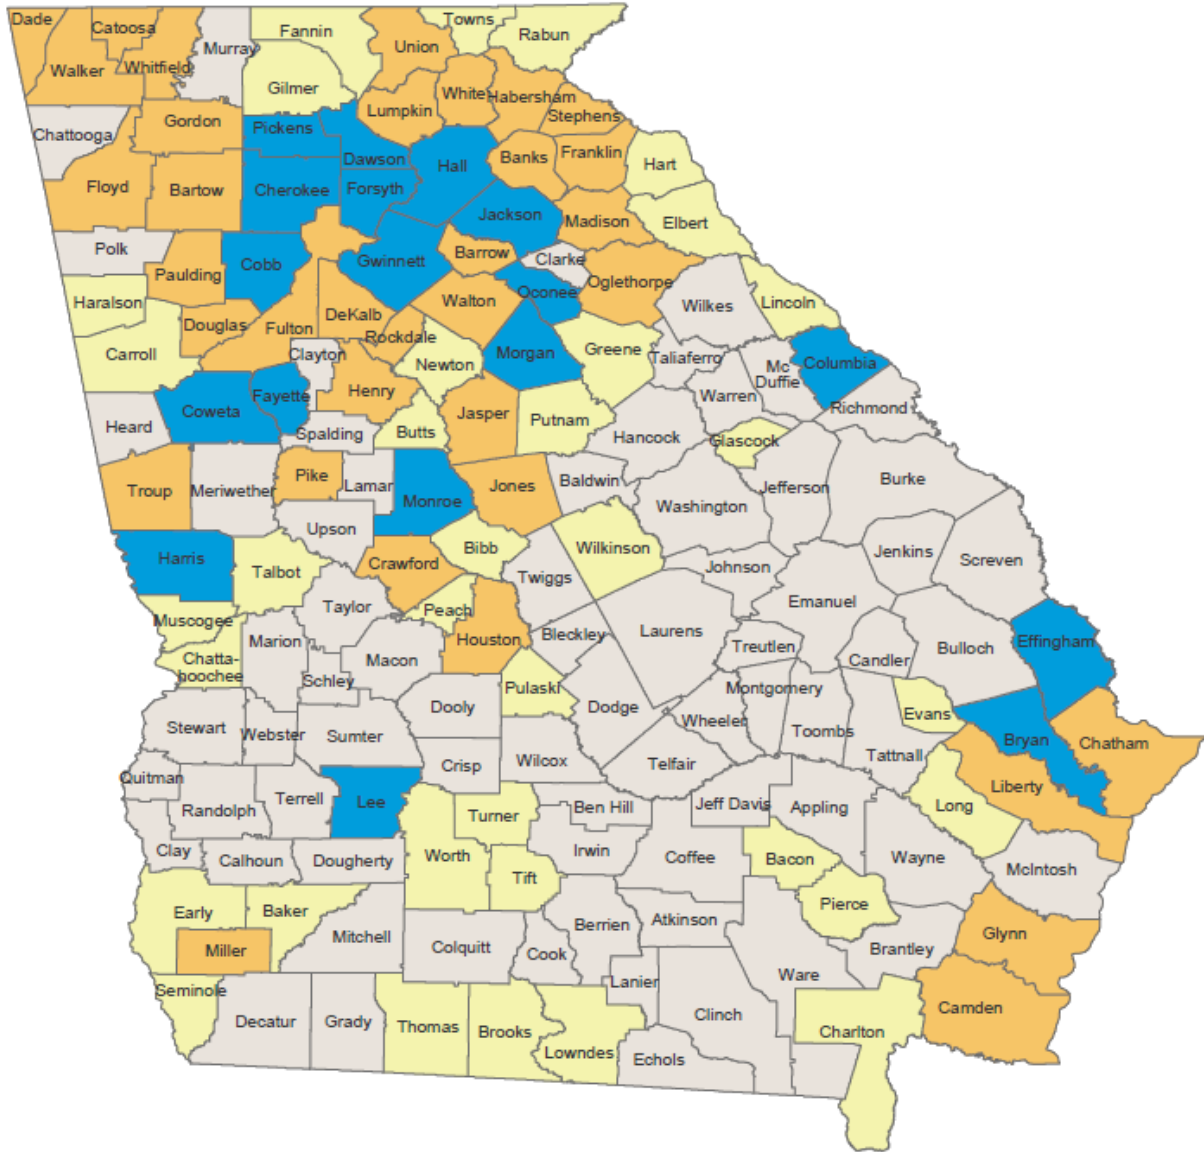 Dade
Catoosa
Fannin
Towns
Rabun
Murray
Union
Walker
Whitfield
Gilmer
White
Habersham
Lumpkin
Stephens
Gordon
Pickens
Chattooga
Dawson
Hall
Banks
Franklin
Hart
Floyd
Bartow
Cherokee
Forsyth
Jackson
Madison
Elbert
Polk
Cobb
Gwinnett
Barrow
Clarke
Paulding
Oglethorpe
Oconee
Haralson
Walton
Wilkes
Lincoln
DeKalb
Douglas
Fulton
Rockdale
Carroll
Clayton
Newton
Morgan
Greene
Taliaferro
Mc
Duffie
Columbia
Coweta
Fayette
Henry
Warren
Richmond
Heard
Spalding
Butts
Jasper
Putnam
Hancock
Glascock
Troup
Meriwether
Pike
Lamar
Monroe
Jones
Baldwin
Jefferson
Burke
Washington
Upson
Harris
Talbot
Crawford
Bibb
Wilkinson
Jenkins
Screven
Twiggs
Johnson
Muscogee
Taylor
Peach
Emanuel
Marion
Houston
Bleckley
Laurens
Treutlen
Candler
Bulloch
Effingham
Chatta-
hoochee
Macon
Schley
Pulaski
Montgomery
Stewart
Webster
Sumter
Dooly
Dodge
Wheeler
Toombs
Evans
Bryan
Chatham
Tattnall
Quitman
Crisp
Wilcox
Telfair
Liberty
Randolph
Terrell
Lee
Turner
Ben Hill
Jeff Davis
Appling
Long
Clay
Calhoun
Dougherty
Worth
Irwin
Coffee
Bacon
Wayne
McIntosh
Tift
Early
Baker
Pierce
Miller
Mitchell
Colquitt
Cook
Berrien
Atkinson
Brantley
Glynn
Seminole
Lanier
Ware
Camden
Decatur
Grady
Thomas
Brooks
Lowndes
Echols
Clinch
Charlton